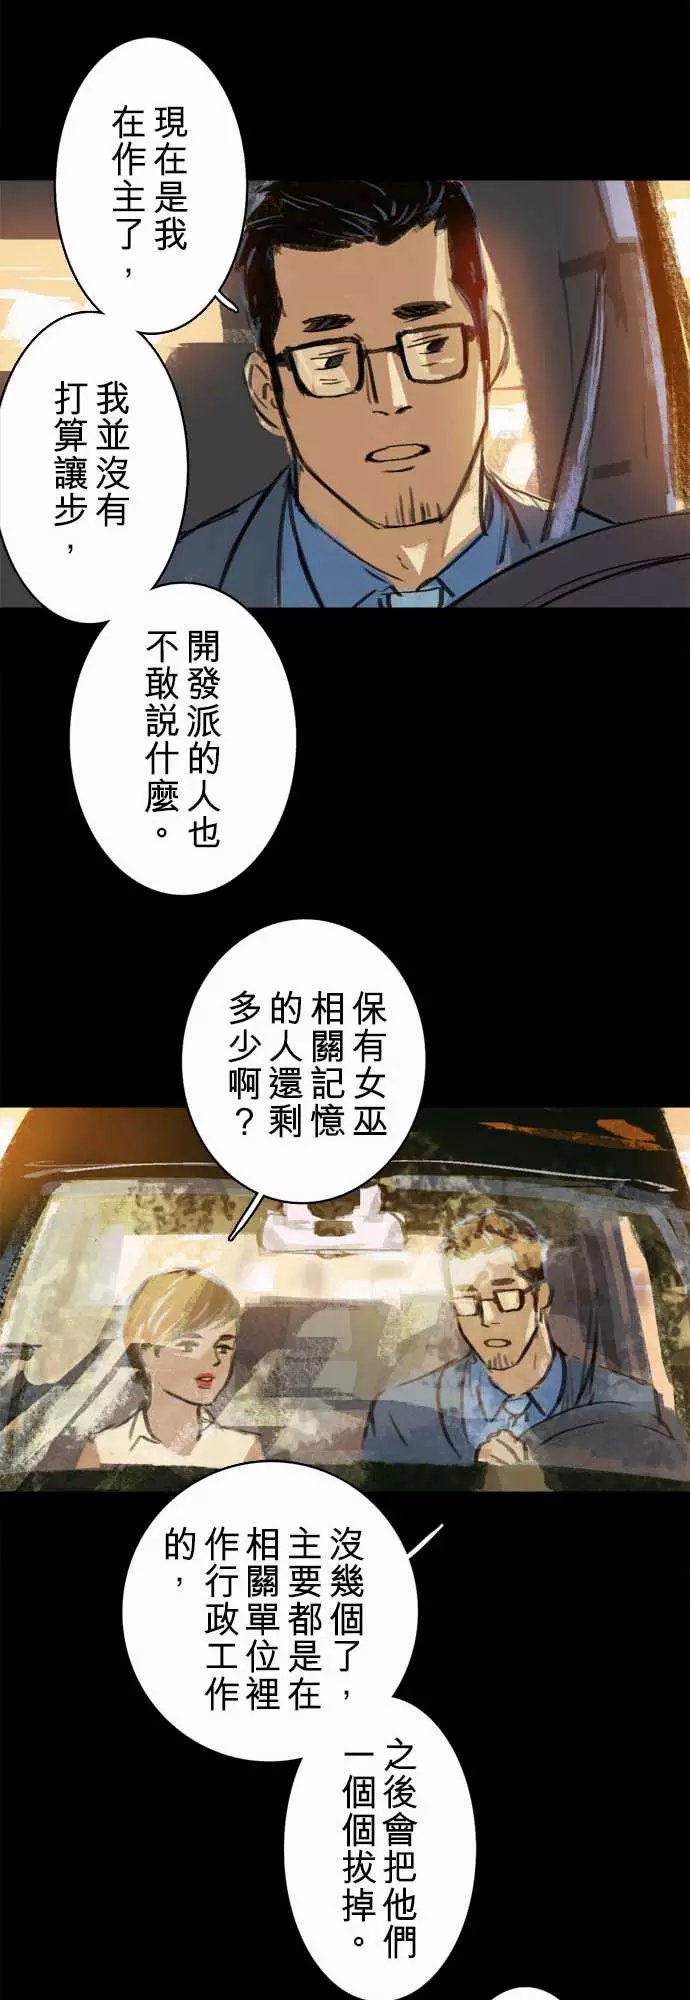 現在是我
在作主了，
我並沒有
打算讓步，
開發派的人也
不敢說什麼。
保有女巫
相關記憶
的人還剩
多少啊？
沒幾個了，
主要都是在
相關單位裡
作行政工作
的，
之後會把他們
一個個拔掉。